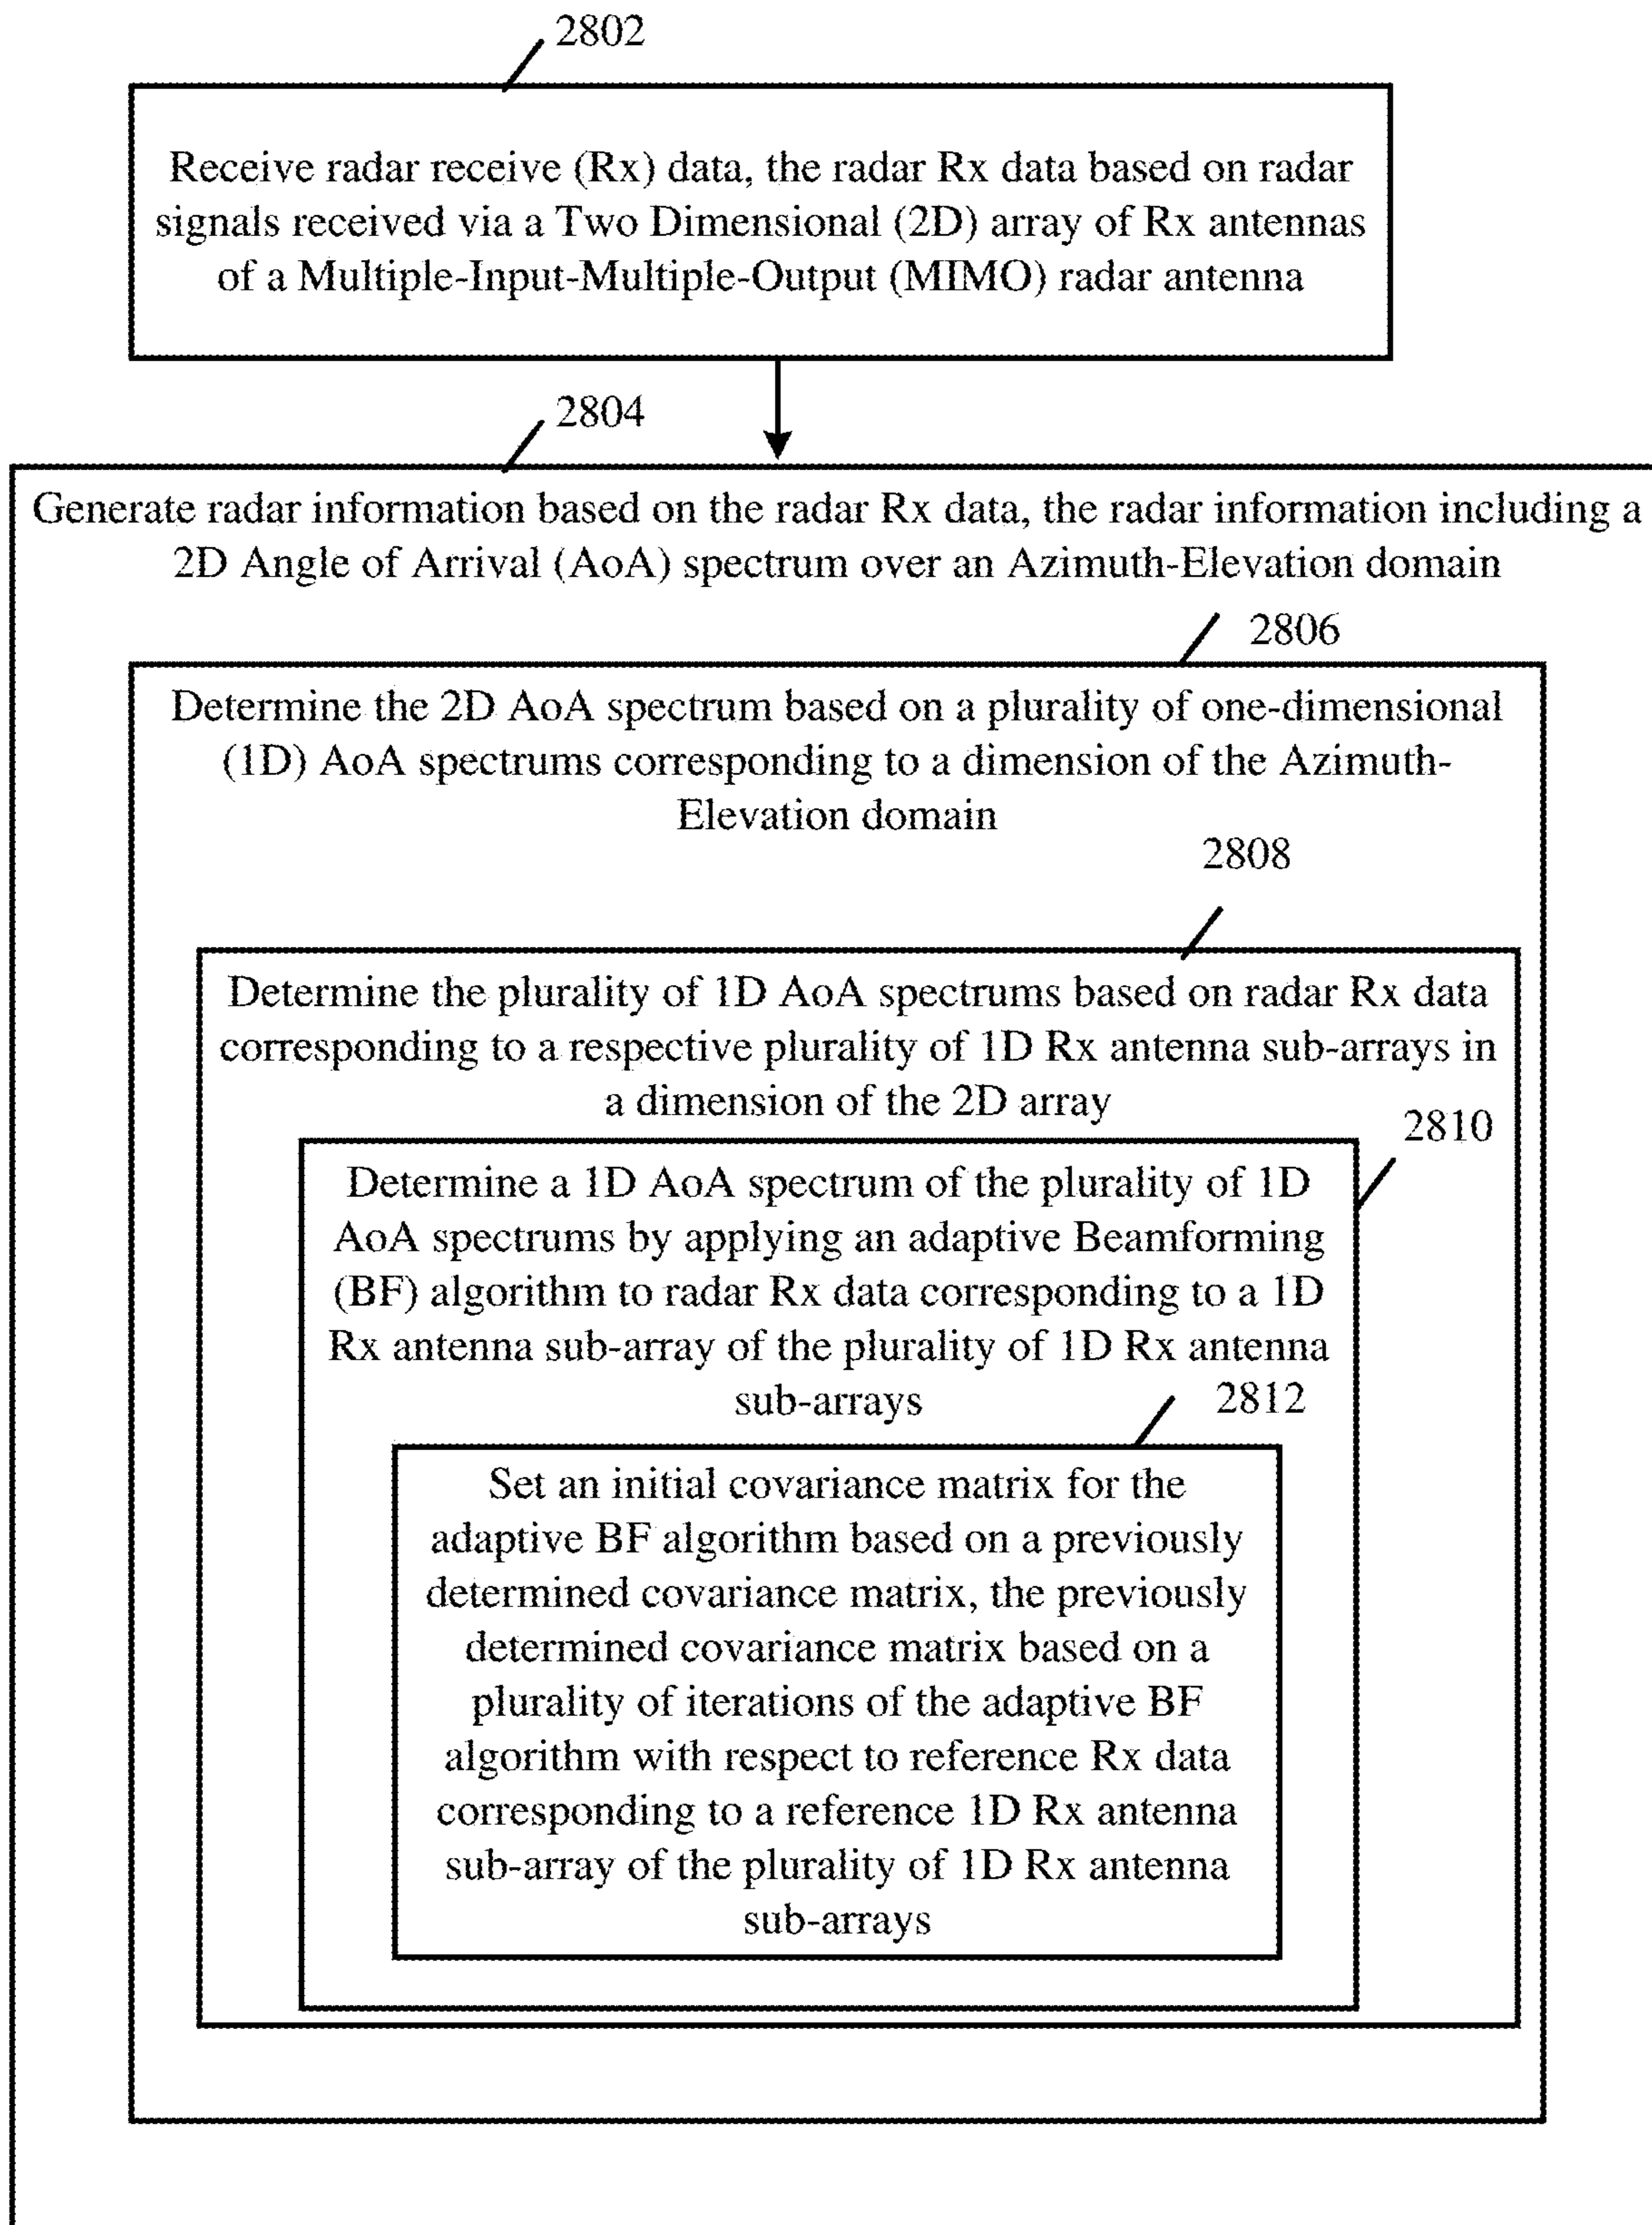 2802
Receive radar receive (Rx) data, the radar Rx data based on radar
signals received via a Two Dimensional (2D) array of Rx antennas
of a Multiple-Input-Multiple-Output (MIMO) radar antenna
2804
Generate radar information based on the radar Rx data, the radar information including a
2D Angle of Arrival (AoA) spectrum over an Azimuth-Elevation domain
2806
Determine the 2D AoA spectrum based on a plurality of one-dimensional
(1D) AoA spectrums corresponding to a dimension of the Azimuth-
Elevation domain
2808
Determine the plurality of 1D AoA spectrums based on radar Rx data
corresponding to a respective plurality of 1D Rx antenna sub-arrays in
a dimension of the 2D array
2810
Determine a 1D AoA spectrum of the plurality of 1D
AoA spectrums by applying an adaptive Beamforming
(BF) algorithm to radar Rx data corresponding to a 1D
Rx antenna sub-array of the plurality of 1D Rx antenna
sub-arrays
2812
Set an initial covariance matrix for the
adaptive BF algorithm based on a previously
determined covariance matrix, the previously
determined covariance matrix based on a
plurality of iterations of the adaptive BF
algorithm with respect to reference Rx data
corresponding to a reference 1D Rx antenna
sub-array of the plurality of 1D Rx antenna
sub-arrays